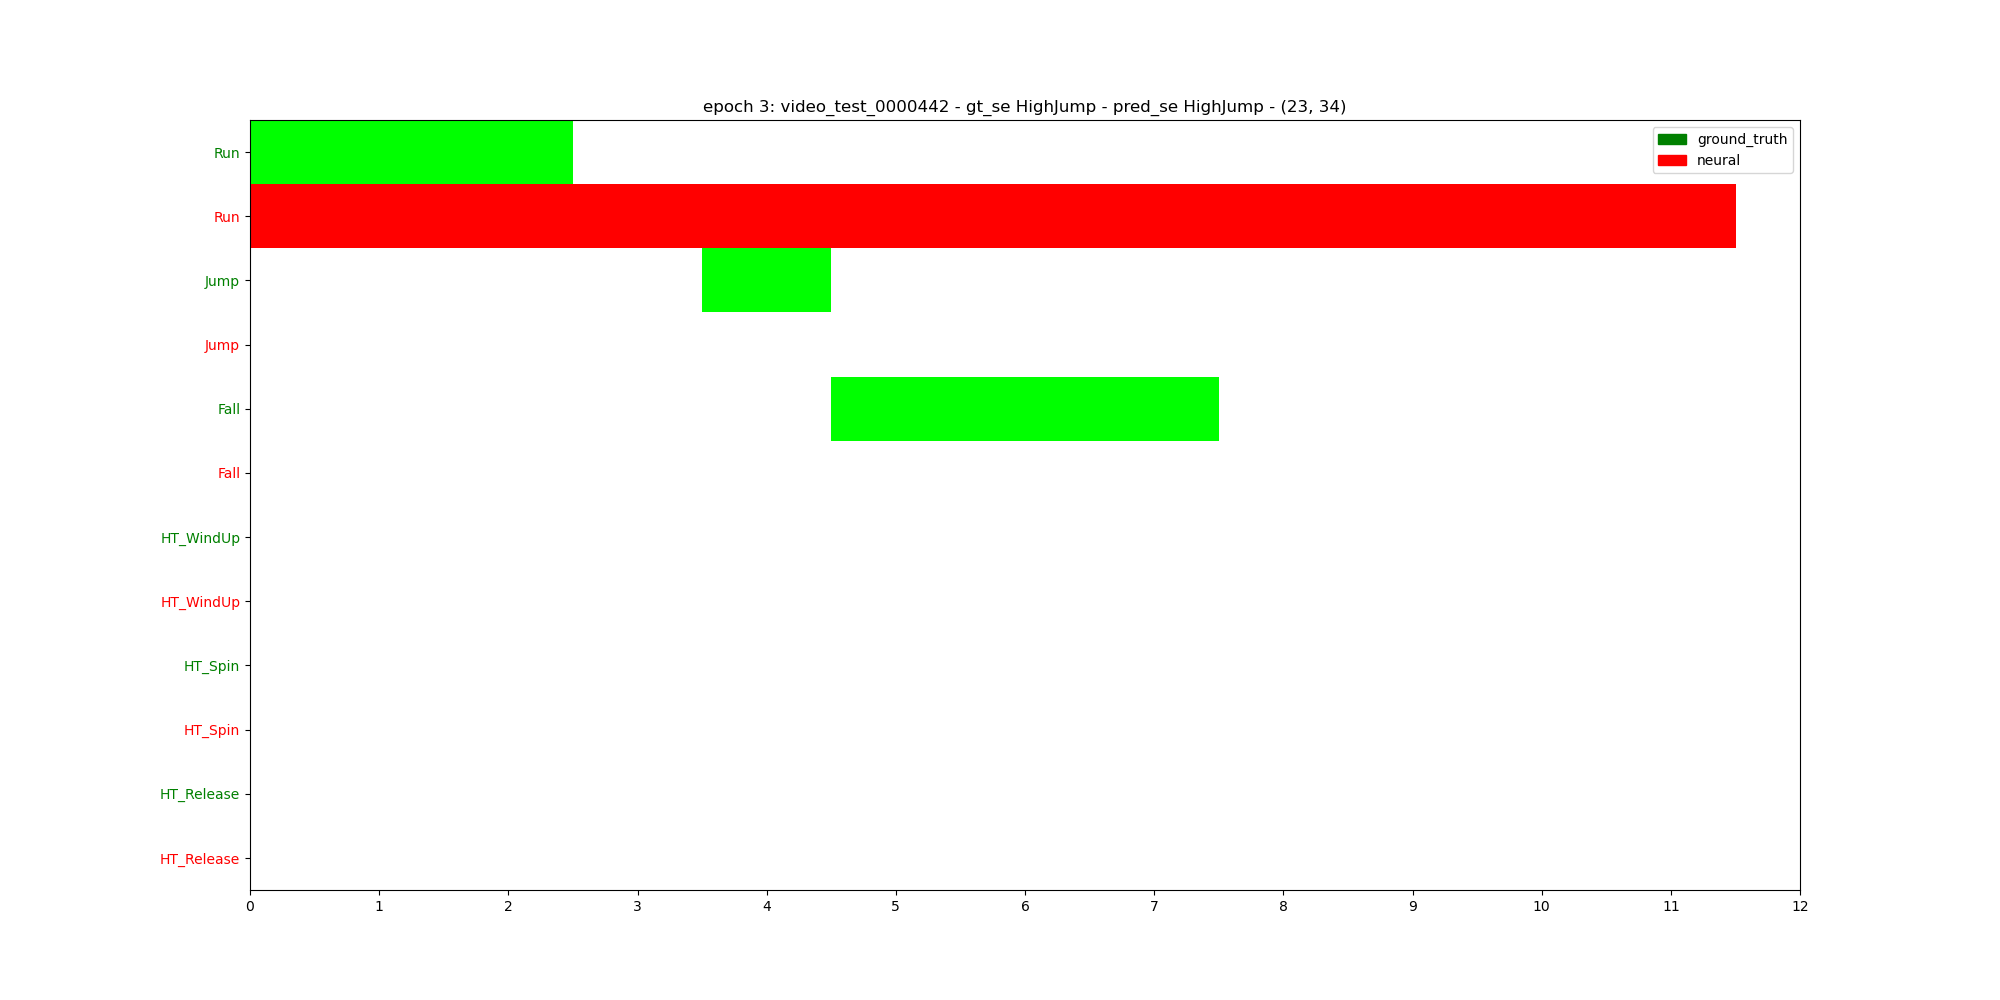 epoch 3: video_test_0000442 - gt_se HighJump - pred_se HighJump - (23, 34)
ground_truth
neural
Run
Run
Jump
Jump
Fall
Fall
HT_WindUp
HT_WindUp
HT_Spin
HT_Spin
HT_Release
HT_Release
0 1 2 3 4 5 6 7 8 9 10 11 12